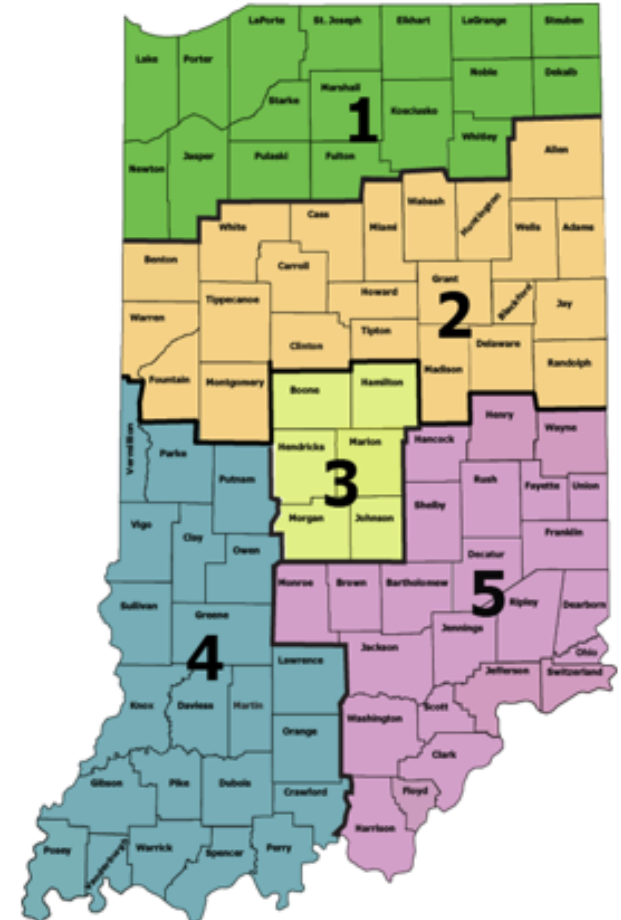 LaPorte
St. Joseph
Elkhart
LaGrange
Steuben
Lake
Porter
Noble
Dekalb
Marshall
Starke
1
Kosciusko
Whitley
Newton
Jasper
Pulaski
Fulton
Allen
White
Cass
Miami
Wabash
Huntington
Wells
Adams
Benton
Carroll
Grant
Tippecanoe
Howard
Blackford
Jay
Warren
2
Tipton
Clinton
Delaware
Randolph
Fountain
Montgomery
Madison
Boone
Hamilton
Henry
Wayne
Vermillion
Parke
Hendricks
Marion
Hancock
Putnam
3
Rush
Fayette
Union
Shelby
Vigo
Clay
Morgan
Johnson
Franklin
Owen
Decatur
Monroe
Brown
Bartholomew
5
Ripley
Dearborn
Sullivan
Greene
Jennings
4
Lawrence
Jackson
Ohio
Jefferson
Switzerland
Knox
Daviess
Martin
Washington
Scott
Orange
Clark
Gibson
Pike
Dubois
Crawford
Floyd
Harrison
Posey
Vanderburgh
Warrick
Spencer
Perry